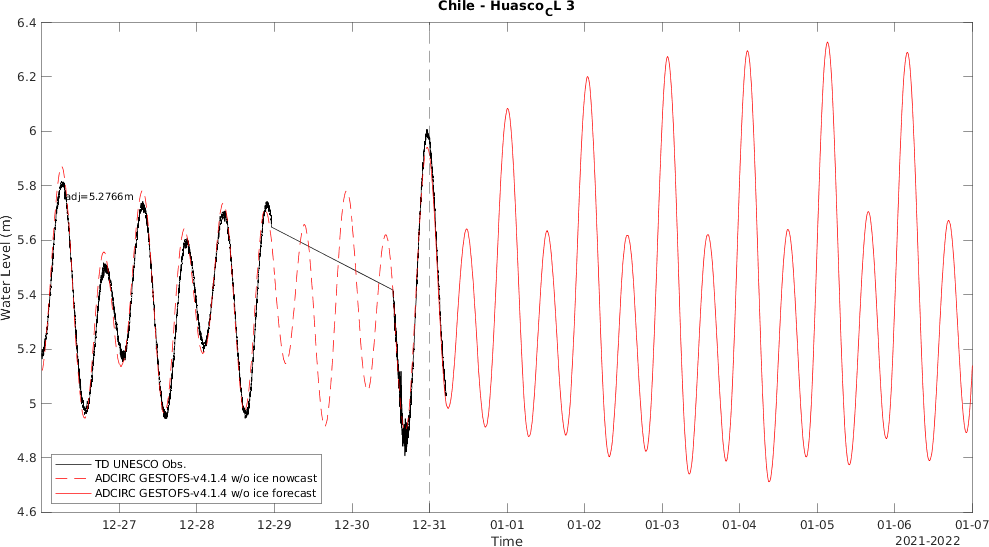 Chile - Huasco_CL 3
6.4
6.2
6
5.8
5.6
5.4
5.2
5
4.8
4.6
Water Level (m)
adj=5.2766m
TD UNESCO Obs.
ADCIRC GESTOFS-v4.1.4 w/o ice nowcast
ADCIRC GESTOFS-v4.1.4 w/o ice forecast
12-27 12-28 12-29 12-30 12-31 01-01 01-02 01-03 01-04 01-05 01-06 01-07
Time
2021-2022